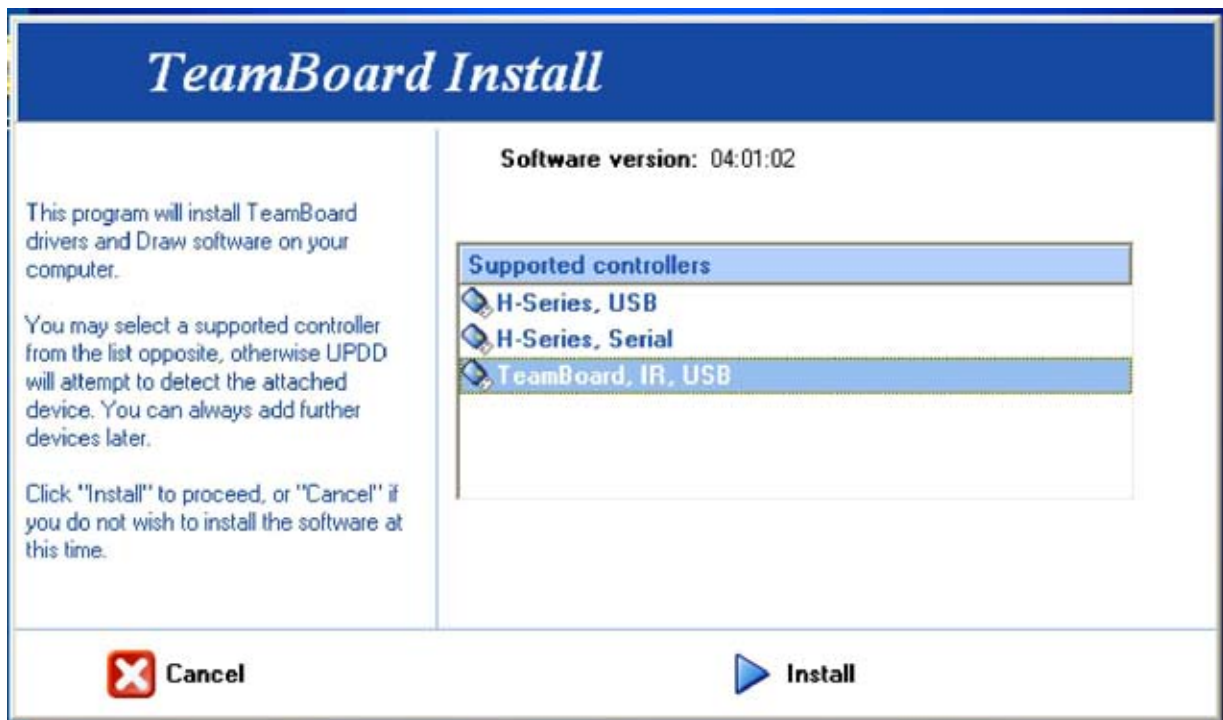 TeamBoard Install
This program will install TeamBoard
drivers and Draw software on your
computer.
You may select a supported controller
from the list opposite, otherwise UPDD
will attempt to detect the attached
device. You can always add further
devices later.
Click "Install" to proceed, or "Cancel" if
you do not wish to install the software at
this time.
Software version: 04:01:02
Supported controllers
H-Series, USB
H-Series, Serial
TeamBoard, IR, USB
Cancel
Install